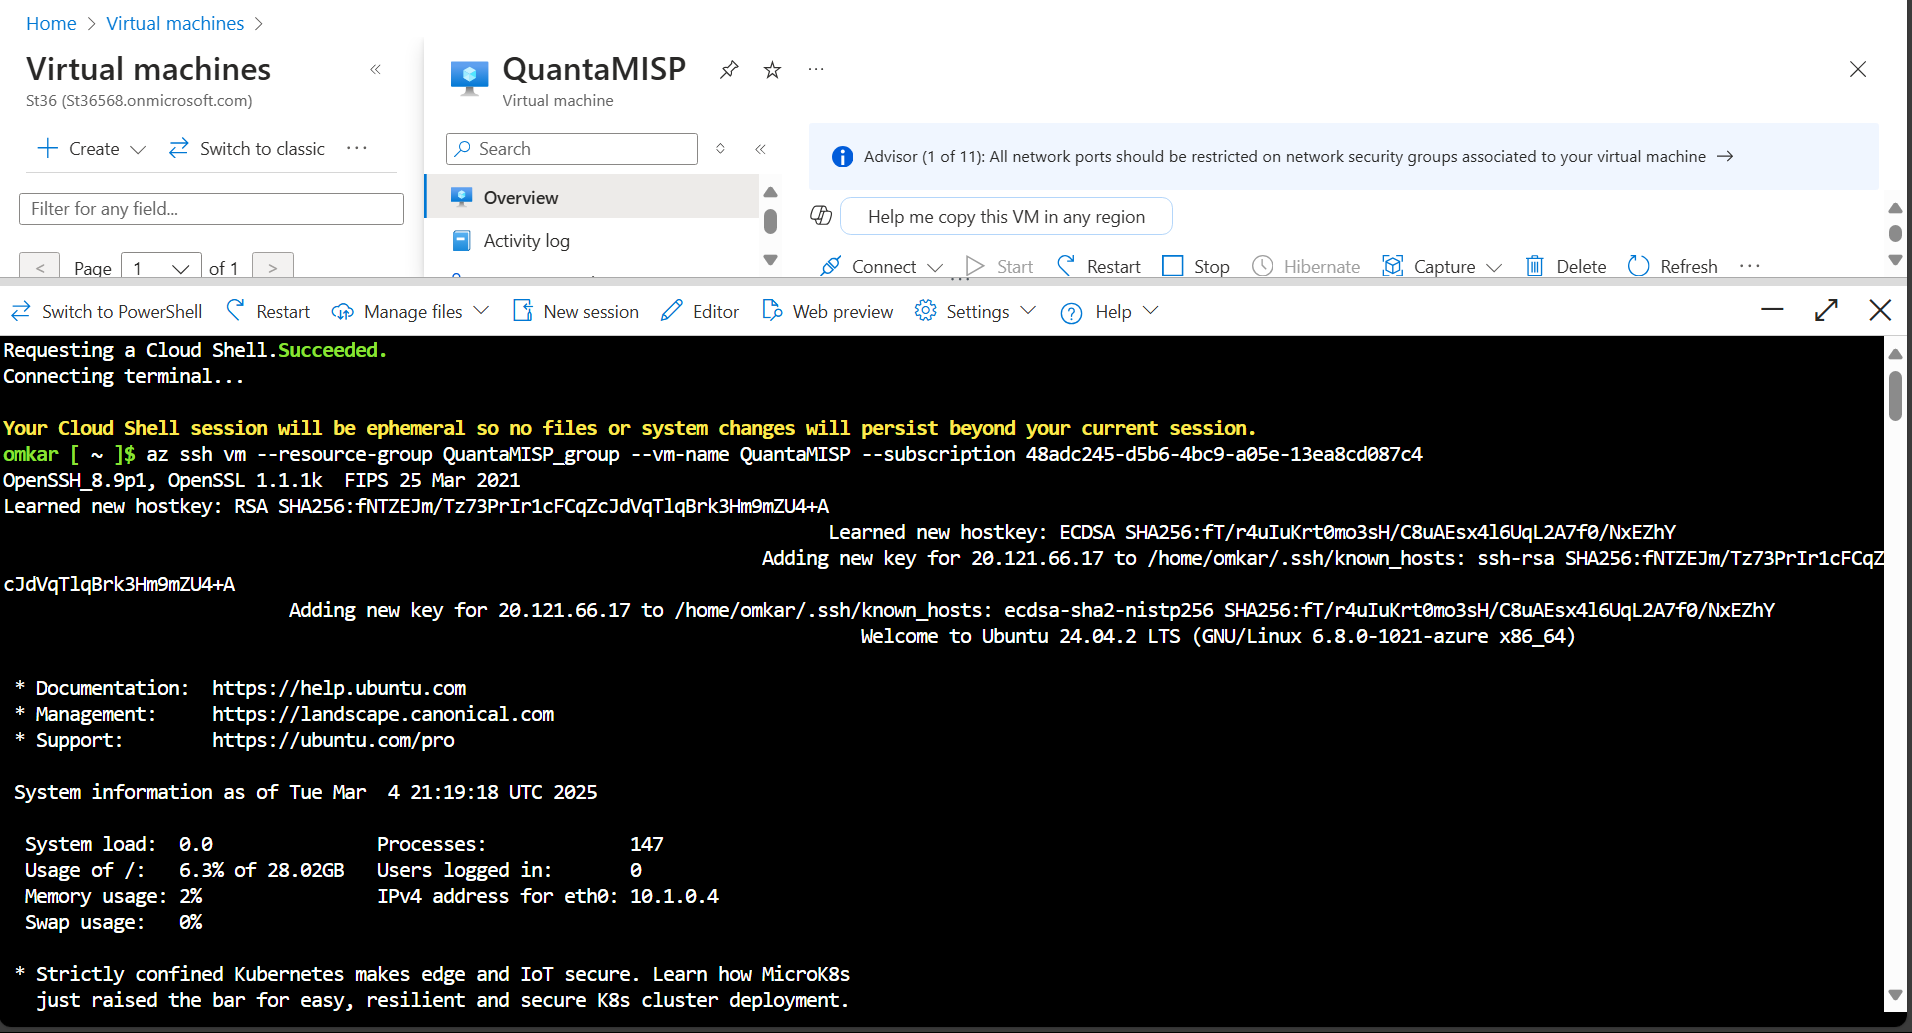 Home > Virtual machines >
Virtual machines
St36 (St36568.onmicrosoft.com)
Create
Switch to classic
Filter for any field...
< Page 1 of 1 >
QuantaMISP
Virtual machine
Search
Overview
Activity log
Advisor (1 of 11): All network ports should be restricted on network security groups associated to your virtual machine →
Help me copy this VM in any region
Connect Start Restart Stop Hibernate Capture Delete Refresh
Switch to PowerShell Restart Manage files New session Editor Web preview Settings Help
Requesting a Cloud Shell.Succeeded.
Connecting terminal...
Your Cloud Shell session will be ephemeral so no files or system changes will persist beyond your current session.
omkar [ ~ ]$ az ssh vm --resource-group QuantaMISP_group --vm-name QuantaMISP --subscription 48adc245-d5b6-4bc9-a05e-13ea8cd087c4
OpenSSH_8.9p1, OpenSSL 1.1.1k  FIPS 25 Mar 2021
Learned new hostkey: RSA SHA256:fNTZEJm/Tz73PrIr1cFCqZcJdVqTlqBrk3Hm9mZU4+A
Learned new hostkey: ECDSA SHA256:fT/r4uIuKrt0mo3sH/C8uAEsx4l6UqL2A7f0/NxEZhY
Adding new key for 20.121.66.17 to /home/omkar/.ssh/known_hosts: ssh-rsa SHA256:fNTZEJm/Tz73PrIr1cFCqZ
cJdVqTlqBrk3Hm9mZU4+A
Adding new key for 20.121.66.17 to /home/omkar/.ssh/known_hosts: ecdsa-sha2-nistp256 SHA256:fT/r4uIuKrt0mo3sH/C8uAEsx4l6UqL2A7f0/NxEZhY
Welcome to Ubuntu 24.04.2 LTS (GNU/Linux 6.8.0-1021-azure x86_64)
* Documentation:  https://help.ubuntu.com
* Management:     https://landscape.canonical.com
* Support:        https://ubuntu.com/pro
System information as of Tue Mar  4 21:19:18 UTC 2025
System load:  0.0               Processes:             147
Usage of /:   6.3% of 28.02GB   Users logged in:       0
Memory usage: 2%                IPv4 address for eth0: 10.1.0.4
Swap usage:   0%
* Strictly confined Kubernetes makes edge and IoT secure. Learn how MicroK8s
just raised the bar for easy, resilient and secure K8s cluster deployment.